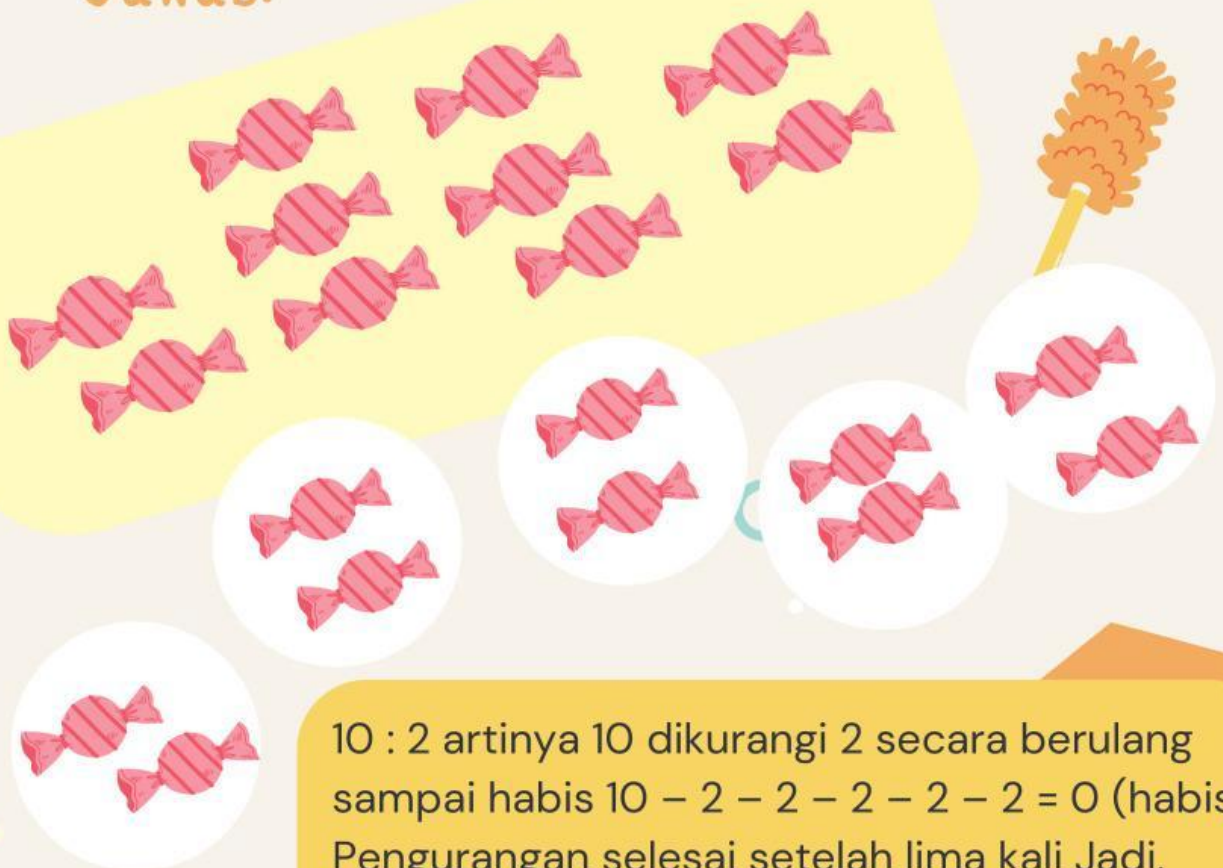 10 : 2 artinya 10 dikurangi 2 secara berulang
sampai habis 10 – 2 – 2 – 2 – 2 – 2 = 0 (habis
Pengurangan selesai setelah lima kali Jadi